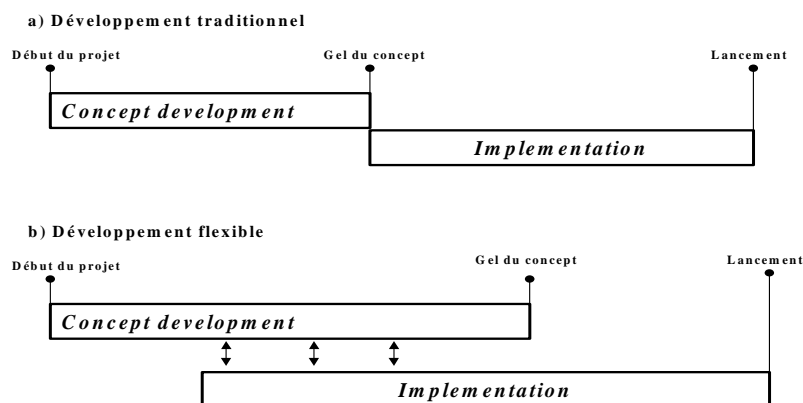 a) Développement traditionnel
Début du projet Gel du concept Lancement
Concept development
Implementation
b) Développement flexible
Début du projet Gel du concept Lancement
Concept development
Implementation